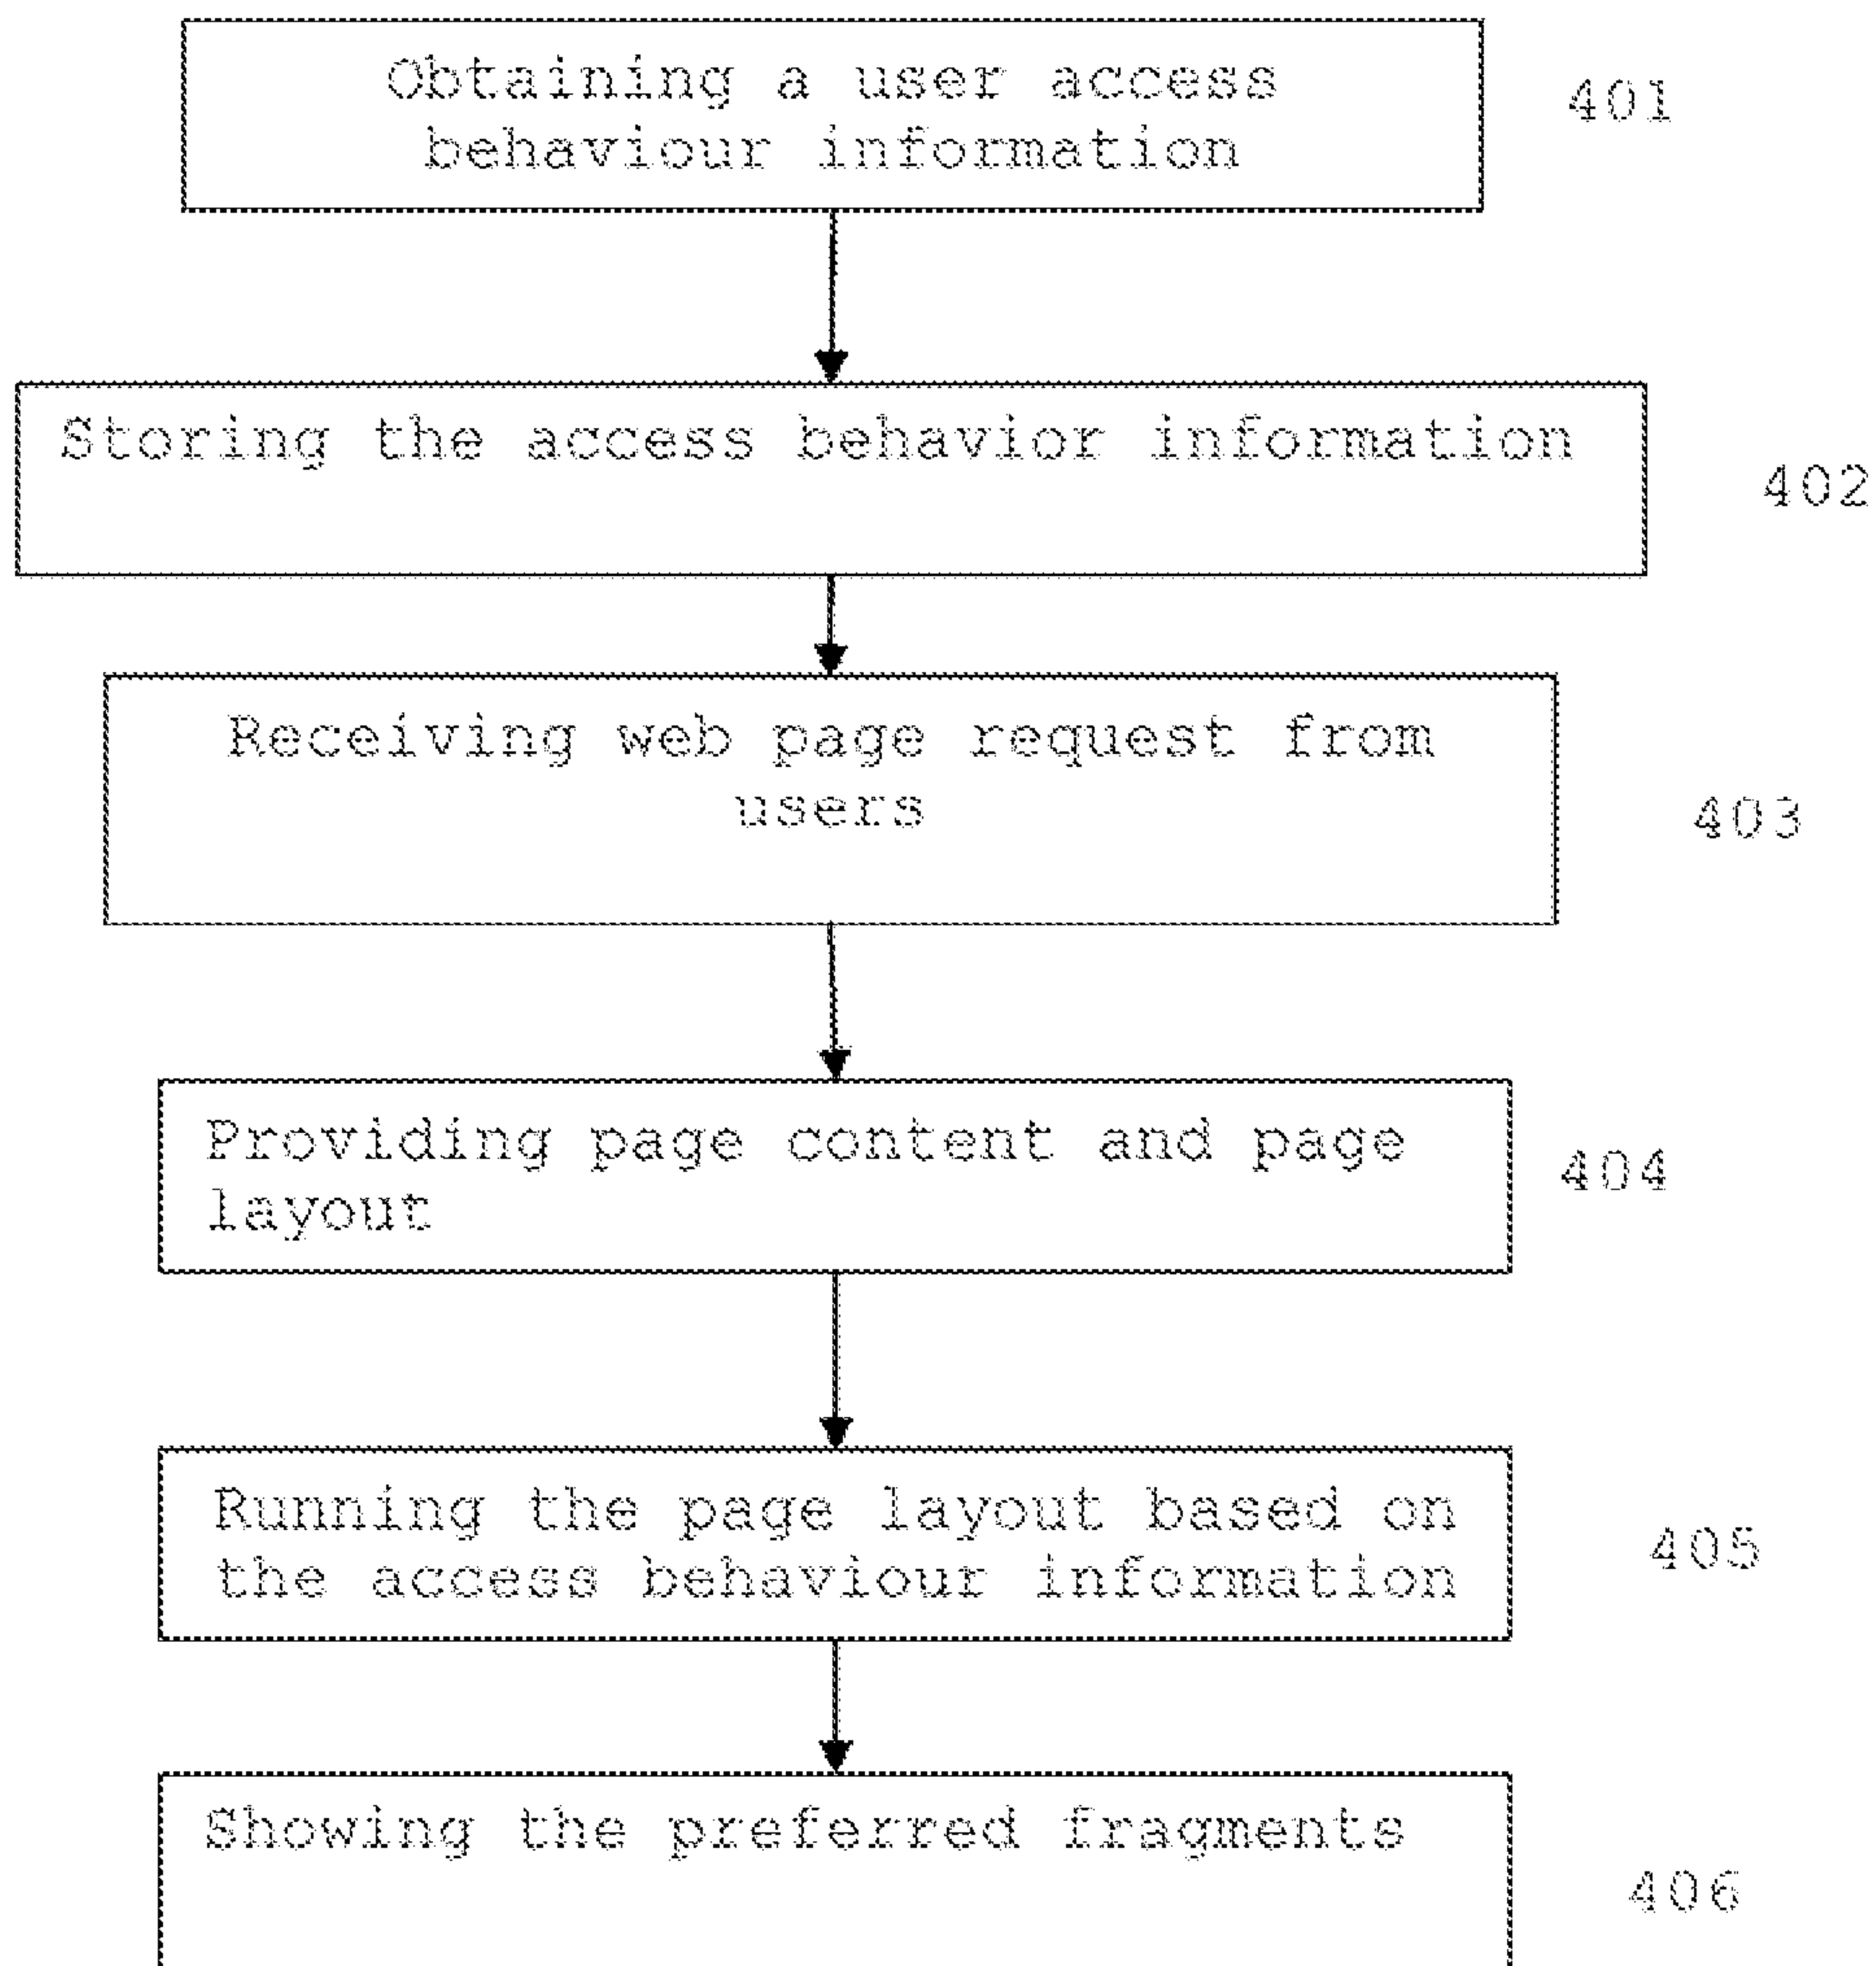 Obtaining a user access
behaviour information
401
Storing the access behavior information
402
Receiving web page request from
users
403
Providing page content and page
layout
404
Running the page layout based on
the access behaviour information
405
Showing the preferred fragments
406